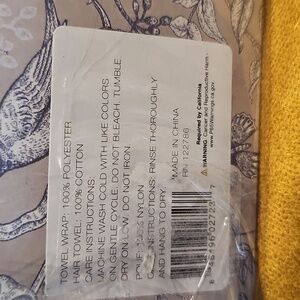 TOWEL WRAP: 100% POLYESTER
HAIR TOWEL: 100% COTTON
CARE INSTRUCTIONS:
MACHINE WASH COLD WITH LIKE COLORS
ON GENTLE CYCLE. DO NOT BLEACH. TUMBLE
DRY ON LOW. DO NOT IRON.
NYLON
INSTRUCTIONS: RINSE THOROUGHLY
AND HANG TO DRY.
MADE IN CHINA
RN 122786
Required by California
⚠ WARNING: Cancer and Reproductive Harm -
www.P65Warnings.ca.gov